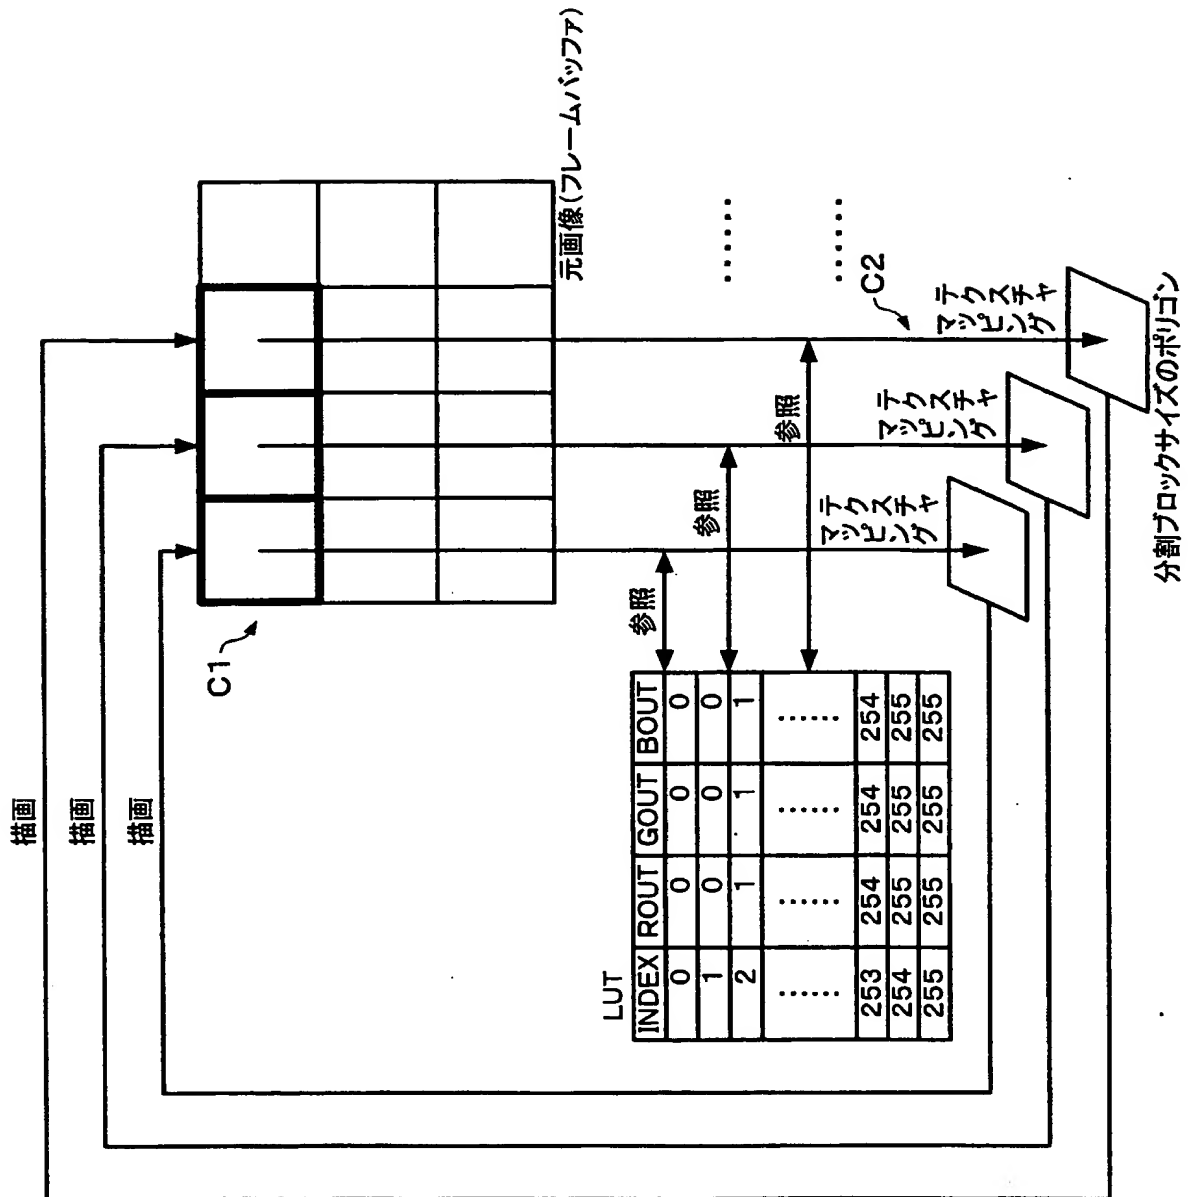 描画
描画
描画
C1
元画像(フレームバッファ)
LUT
INDEX ROUT GOUT BOUT
0 0 0 0
1 0 0 0
2 1 1 1
…… …… …… ……
253 254 254 254
254 255 255 255
255 255 255 255
参照
参照
参照
C2
テクスチャ
マッピング
テクスチャ
マッピング
テクスチャ
マッピング
……
……
分割ブロックサイズのポリゴン